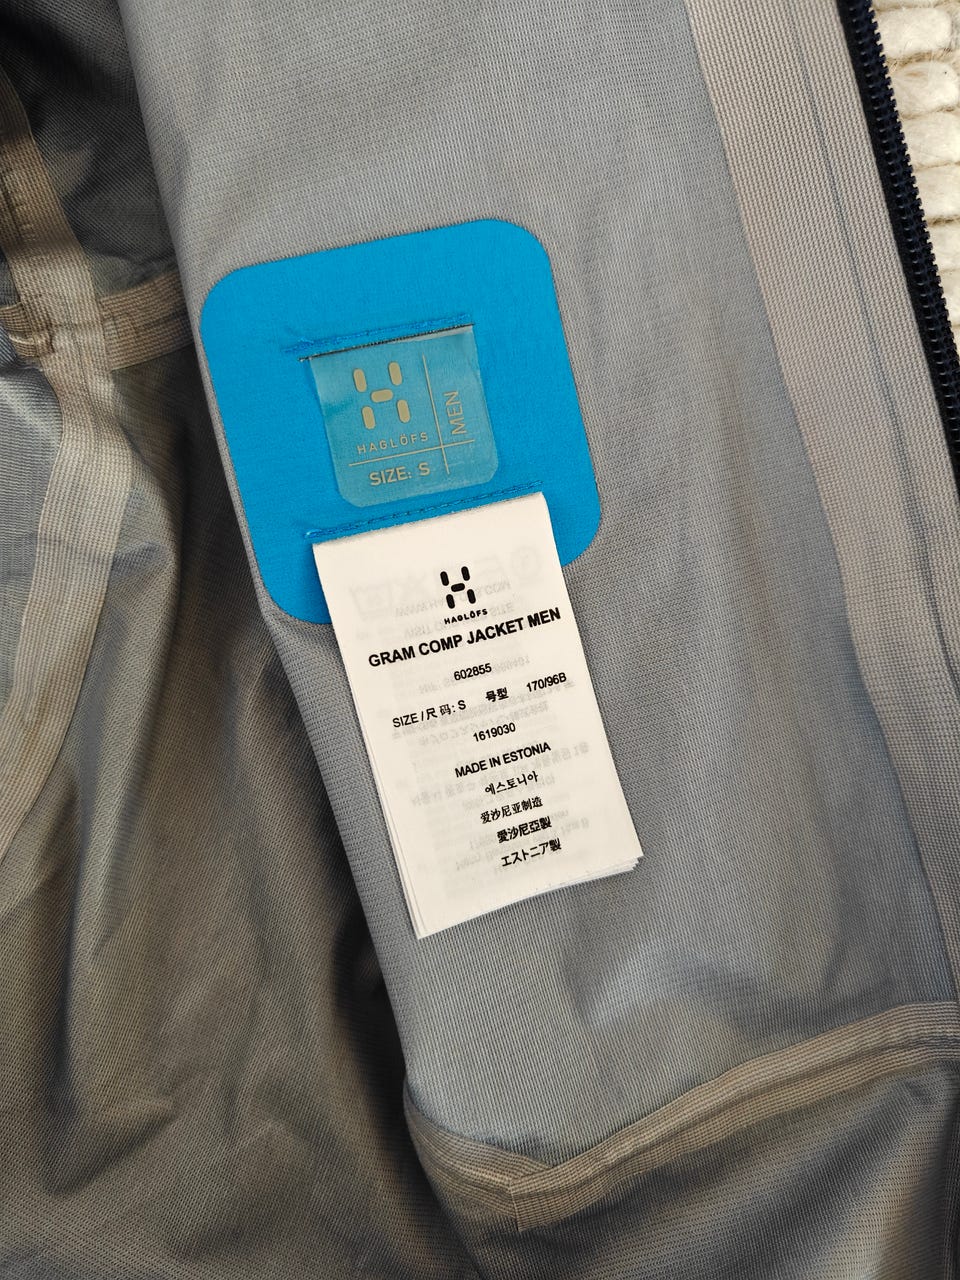 HAGLÖFS
MEN
SIZE: S
HAGLÖFS
GRAM COMP JACKET MEN
602855
SIZE / 尺 码: S 号型 170/96B
1619030
MADE IN ESTONIA
에스토니아
爱沙尼亚制造
愛沙尼亞製
エストニア製